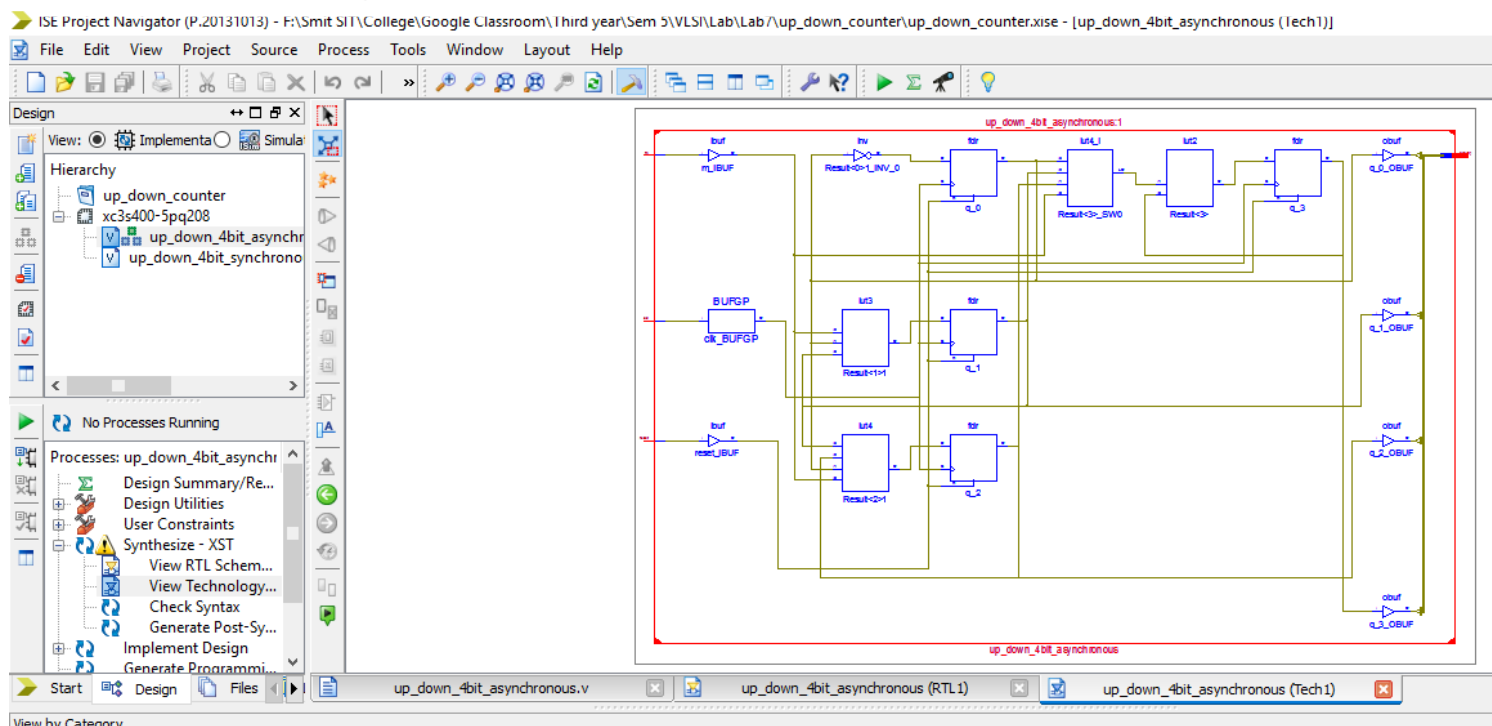 ISE Project Navigator (P.20131013) - F:\Smit SIT\College\Google Classroom\Third year\Sem 5\VLSI\Lab\Lab7\up_down_counter\up_down_counter.xise - [up_down_4bit_asynchronous (Tech1)]
File Edit View Project Source Process Tools Window Layout Help
»
Design
View: Implementa Simula
Hierarchy
up_down_counter
xc3s400-5pq208
up_down_4bit_asynchr
up_down_4bit_synchrono
No Processes Running
Processes: up_down_4bit_asynchr
Design Summary/Re...
Design Utilities
User Constraints
Synthesize - XST
View RTL Schem...
View Technology...
Check Syntax
Generate Post-Sy...
Implement Design
Generate Programmi...
Start Design Files
up_down_4bit_asynchronous:1
ibuf inv fdr lut4_l lut2 fdr obuf
m_IBUF Result<0>1_INV_0 q_0 Result<3>_SW0 Result<3> q_3 q_0_OBUF
BUFGP lut3 fdr obuf
clk_BUFGP Result<1>1 q_1 q_1_OBUF
ibuf lut4 fdr obuf
reset_IBUF Result<2>1 q_2 q_2_OBUF
obuf
q_3_OBUF
up_down_4bit_asynchronous
up_down_4bit_asynchronous.v up_down_4bit_asynchronous (RTL1) up_down_4bit_asynchronous (Tech1)
View by Category